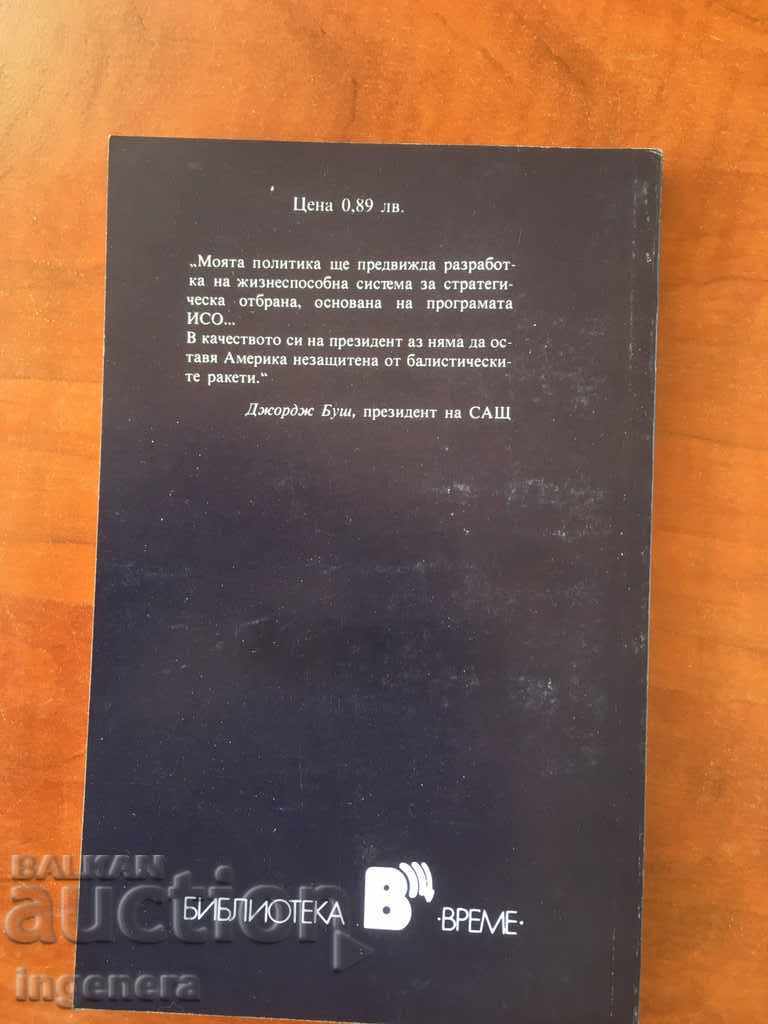 Цена 0,89 лв.
„Моята политика ще предвижда разработ-
ка на жизнеспособна система за стратеги-
ческа отбрана, основана на програмата
ИСО...
В качеството си на президент аз няма да ос-
тавя Америка незащитена от балистически-
те ракети.“
Джордж Буш, президент на САЩ
BALKAN
auction
ingenera
БИБЛИОТЕКА В ·ВРЕМЕ·